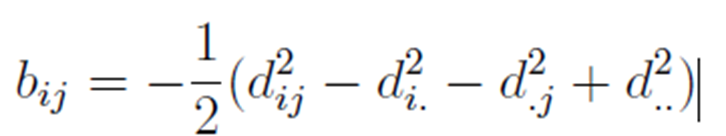 b_{ij} = -\frac{1}{2}(d_{ij}^2 - d_{i.}^2 - d_{.j}^2 + d_{..}^2)